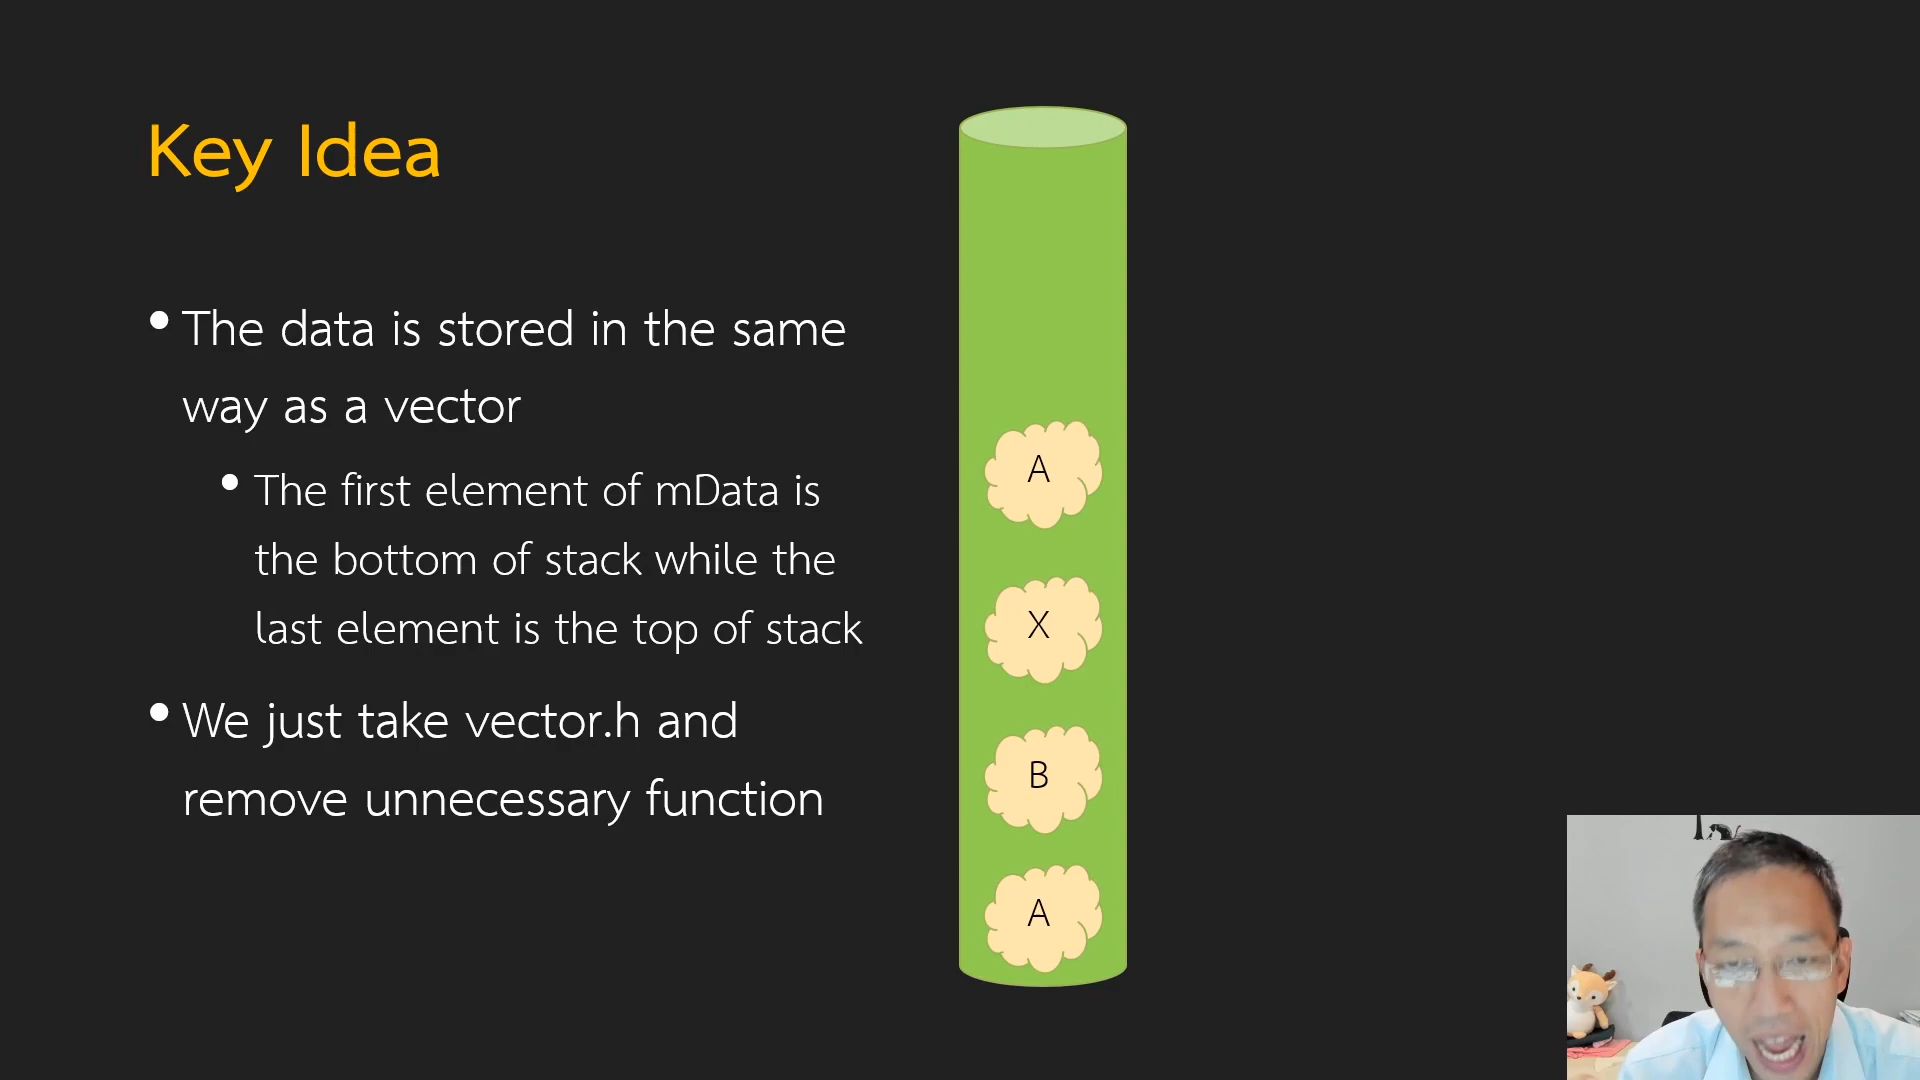 Key Idea
The data is stored in the same
way as a vector
The first element of mData is
the bottom of stack while the
last element is the top of stack
We just take vector.h and
remove unnecessary function
A
X
B
A